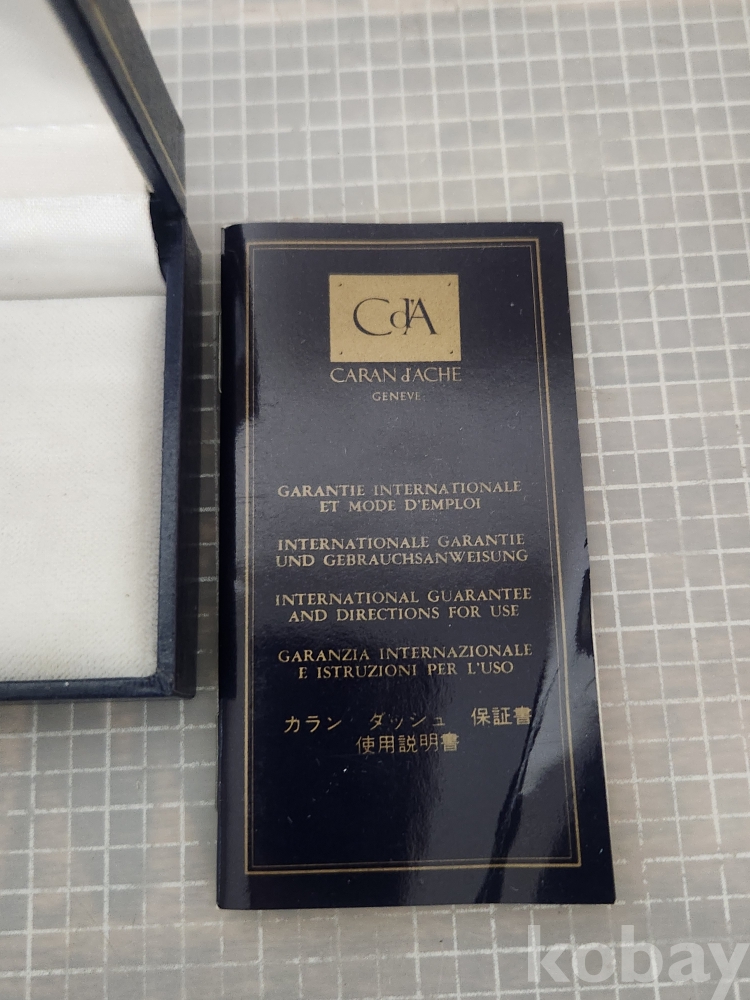 Cd'A
CARAN d'ACHE
GENEVE
GARANTIE INTERNATIONALE
ET MODE D'EMPLOI
INTERNATIONALE GARANTIE
UND GEBRAUCHSANWEISUNG
INTERNATIONAL GUARANTEE
AND DIRECTIONS FOR USE
GARANZIA INTERNAZIONALE
E ISTRUZIONI PER L'USO
カラン ダッシュ 保証書
使用説明書
kobay